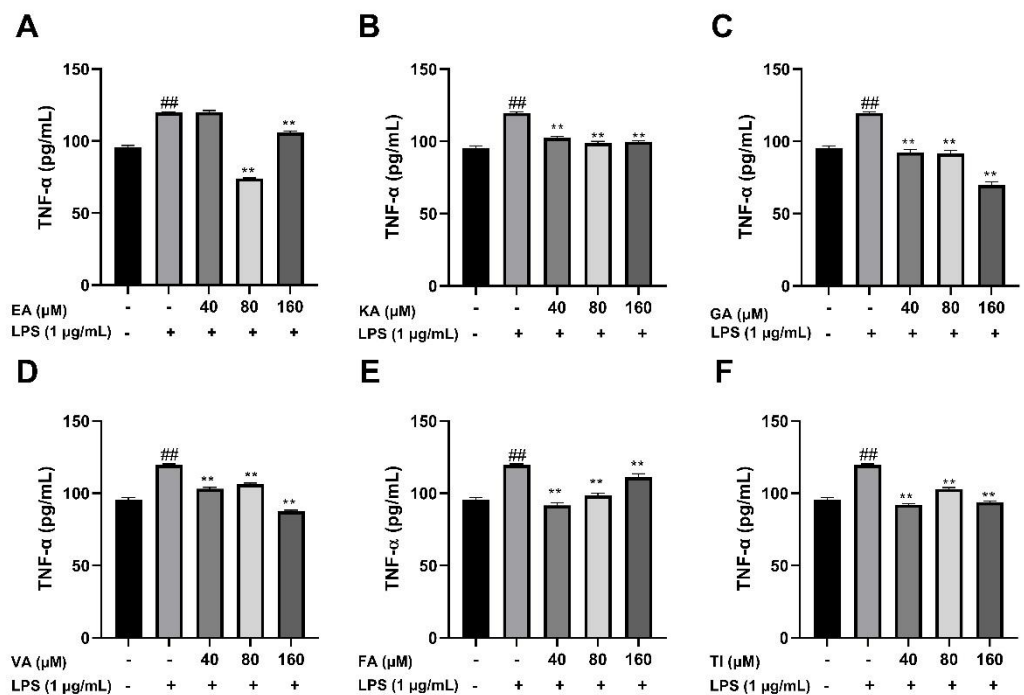 A
TNF-α (pg/mL)
150
100
50
0
##
**
**
EA (μM) - - 40 80 160
LPS (1 μg/mL) - + + + +
B
TNF-α (pg/mL)
150
100
50
0
##
**
**
**
KA (μM) - - 40 80 160
LPS (1 μg/mL) - + + + +
C
TNF-α (pg/mL)
150
100
50
0
##
**
**
**
GA (μM) - - 40 80 160
LPS (1 μg/mL) - + + + +
D
TNF-α (pg/mL)
150
100
50
0
##
**
**
**
VA (μM) - - 40 80 160
LPS (1 μg/mL) - + + + +
E
TNF-α (pg/mL)
150
100
50
0
##
**
**
**
FA (μM) - - 40 80 160
LPS (1 μg/mL) - + + + +
F
TNF-α (pg/mL)
150
100
50
0
##
**
**
**
TI (μM) - - 40 80 160
LPS (1 μg/mL) - + + + +